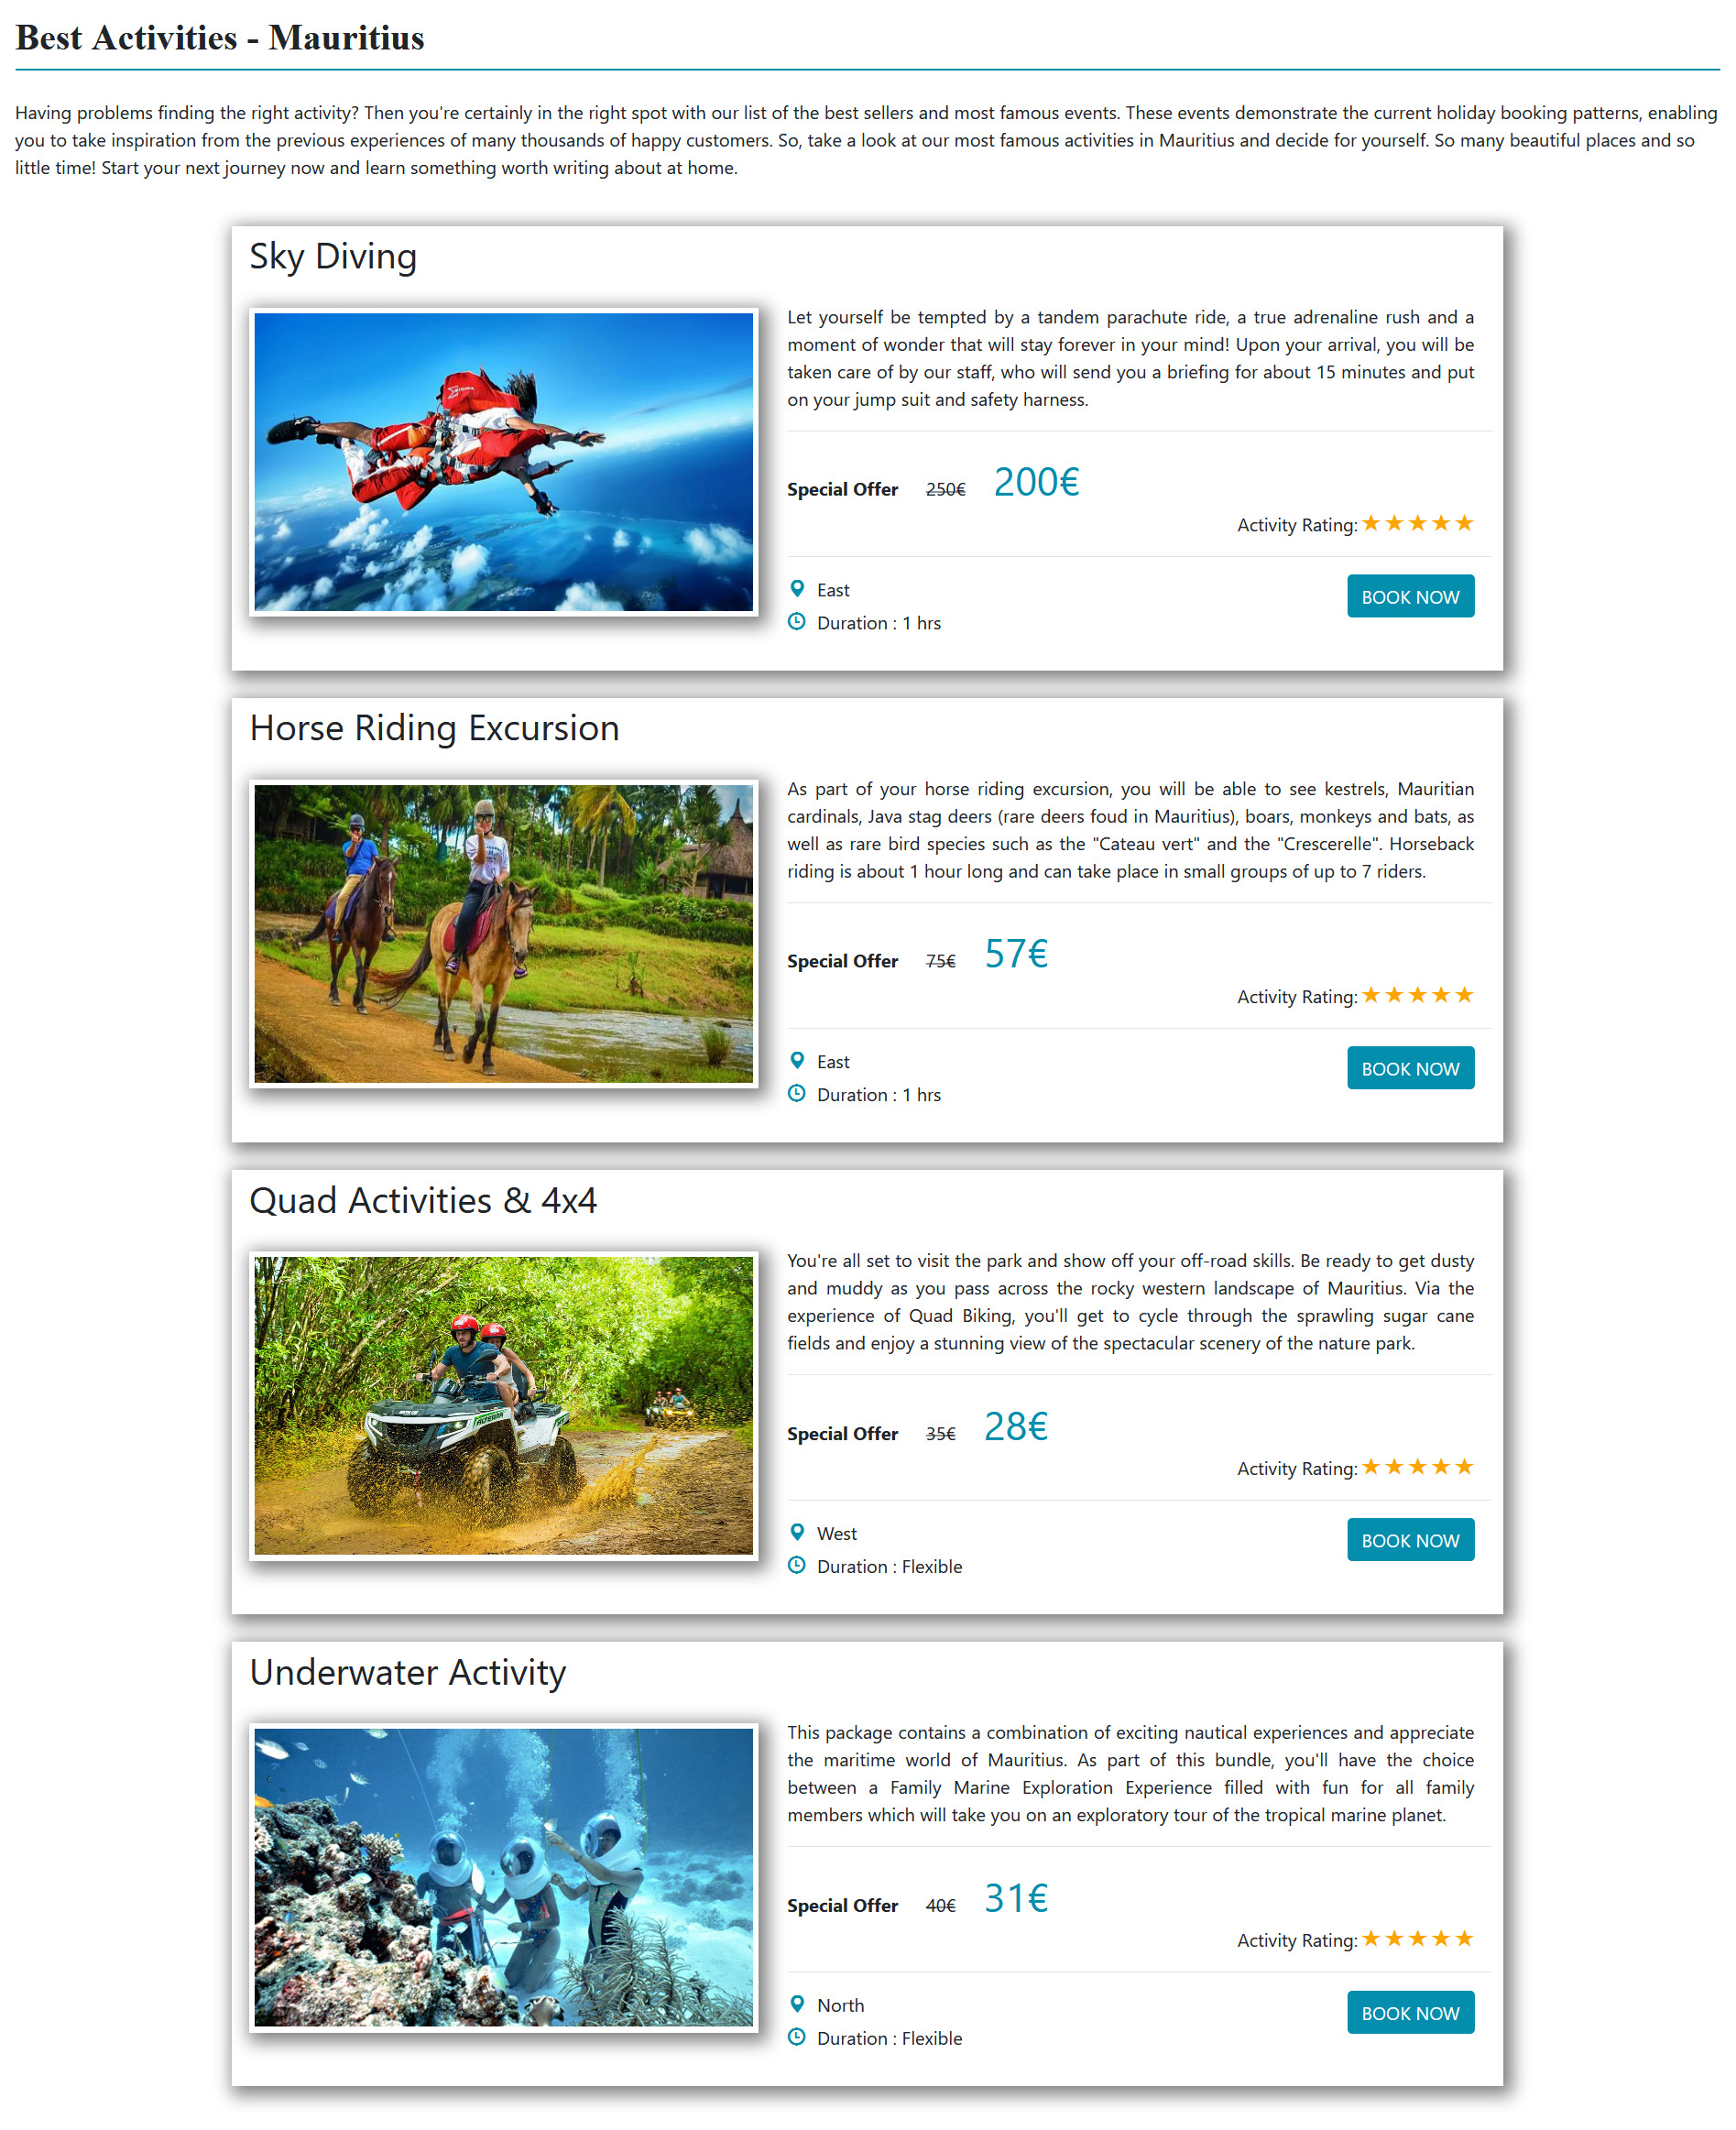 Best Activities - Mauritius
Having problems finding the right activity? Then you're certainly in the right spot with our list of the best sellers and most famous events. These events demonstrate the current holiday booking patterns, enabling
you to take inspiration from the previous experiences of many thousands of happy customers. So, take a look at our most famous activities in Mauritius and decide for yourself. So many beautiful places and so
little time! Start your next journey now and learn something worth writing about at home.
Sky Diving
Let yourself be tempted by a tandem parachute ride, a true adrenaline rush and a
moment of wonder that will stay forever in your mind! Upon your arrival, you will be
taken care of by our staff, who will send you a briefing for about 15 minutes and put
on your jump suit and safety harness.
Special Offer 250€ 200€
Activity Rating: ★★★★★
East
BOOK NOW
Duration : 1 hrs
Horse Riding Excursion
As part of your horse riding excursion, you will be able to see kestrels, Mauritian
cardinals, Java stag deers (rare deers foud in Mauritius), boars, monkeys and bats, as
well as rare bird species such as the "Cateau vert" and the "Crescerelle". Horseback
riding is about 1 hour long and can take place in small groups of up to 7 riders.
Special Offer 75€ 57€
Activity Rating: ★★★★★
East
BOOK NOW
Duration : 1 hrs
Quad Activities & 4x4
You're all set to visit the park and show off your off-road skills. Be ready to get dusty
and muddy as you pass across the rocky western landscape of Mauritius. Via the
experience of Quad Biking, you'll get to cycle through the sprawling sugar cane
fields and enjoy a stunning view of the spectacular scenery of the nature park.
Special Offer 35€ 28€
Activity Rating: ★★★★★
West
BOOK NOW
Duration : Flexible
Underwater Activity
This package contains a combination of exciting nautical experiences and appreciate
the maritime world of Mauritius. As part of this bundle, you'll have the choice
between a Family Marine Exploration Experience filled with fun for all family
members which will take you on an exploratory tour of the tropical marine planet.
Special Offer 40€ 31€
Activity Rating: ★★★★★
North
BOOK NOW
Duration : Flexible